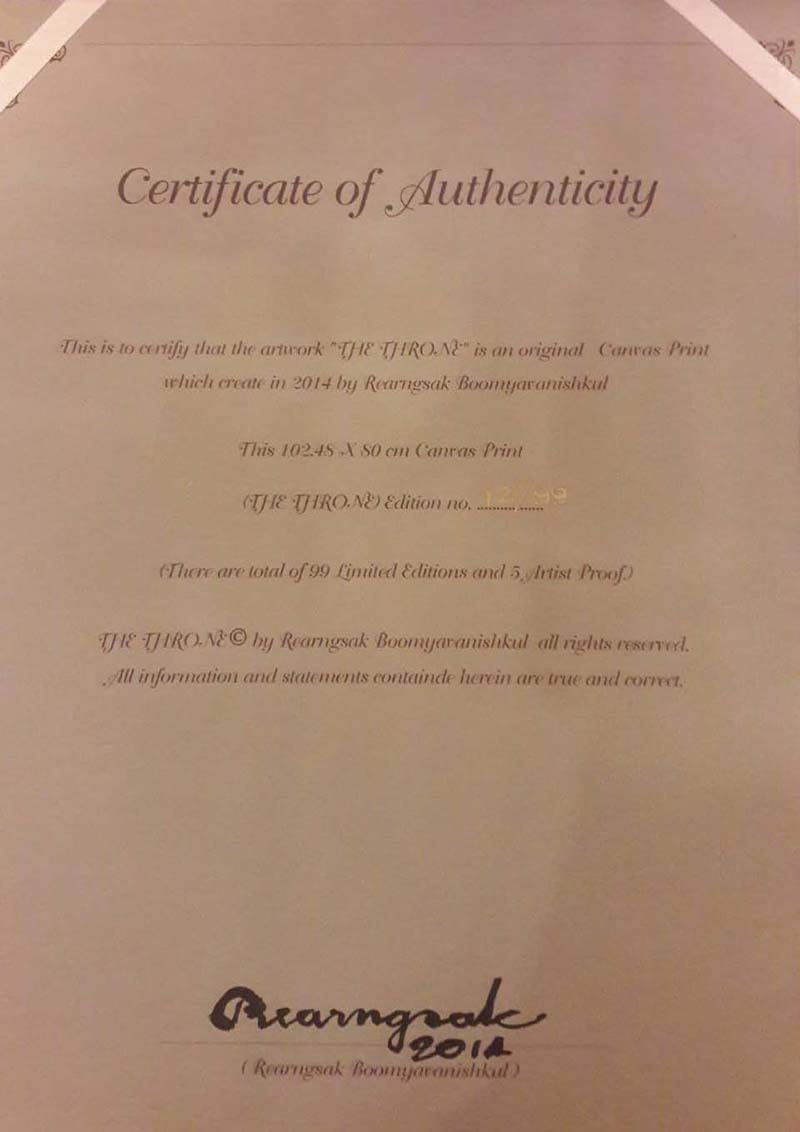 Certificate of Authenticity
This is to certify that the artwork "THE THRONE" is an original Canvas Print
which create in 2014 by Rearngsak Boomyavanishkul
This 102.48 X 80 cm Canvas Print
(THE THRONE) Edition no. 12/99
(There are total of 99 Limited Editions and 5 Artist Proof)
THE THRONE© by Rearngsak Boomyavanishkul all rights reserved.
All information and statements containde herein are true and correct.
Rearngsak
2014
( Rearngsak Boomyavanishkul )